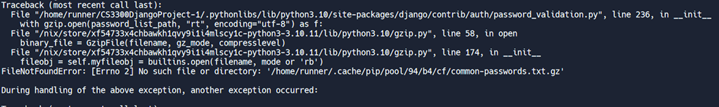 Traceback (most recent call last):
File "/home/runner/CS3300DjangoProject-1/.pythonlibs/lib/python3.10/site-packages/django/contrib/auth/password_validation.py", line 236, in __init__
with gzip.open(password_list_path, "rt", encoding="utf-8") as f:
File "/nix/store/xf54733x4chbawkh1qvy9i1i4mlscy1c-python3-3.10.11/lib/python3.10/gzip.py", line 58, in open
binary_file = GzipFile(filename, gz_mode, compresslevel)
File "/nix/store/xf54733x4chbawkh1qvy9i1i4mlscy1c-python3-3.10.11/lib/python3.10/gzip.py", line 174, in __init__
fileobj = self.myfileobj = builtins.open(filename, mode or 'rb')
FileNotFoundError: [Errno 2] No such file or directory: '/home/runner/.cache/pip/pool/94/b4/cf/common-passwords.txt.gz'
During handling of the above exception, another exception occurred: